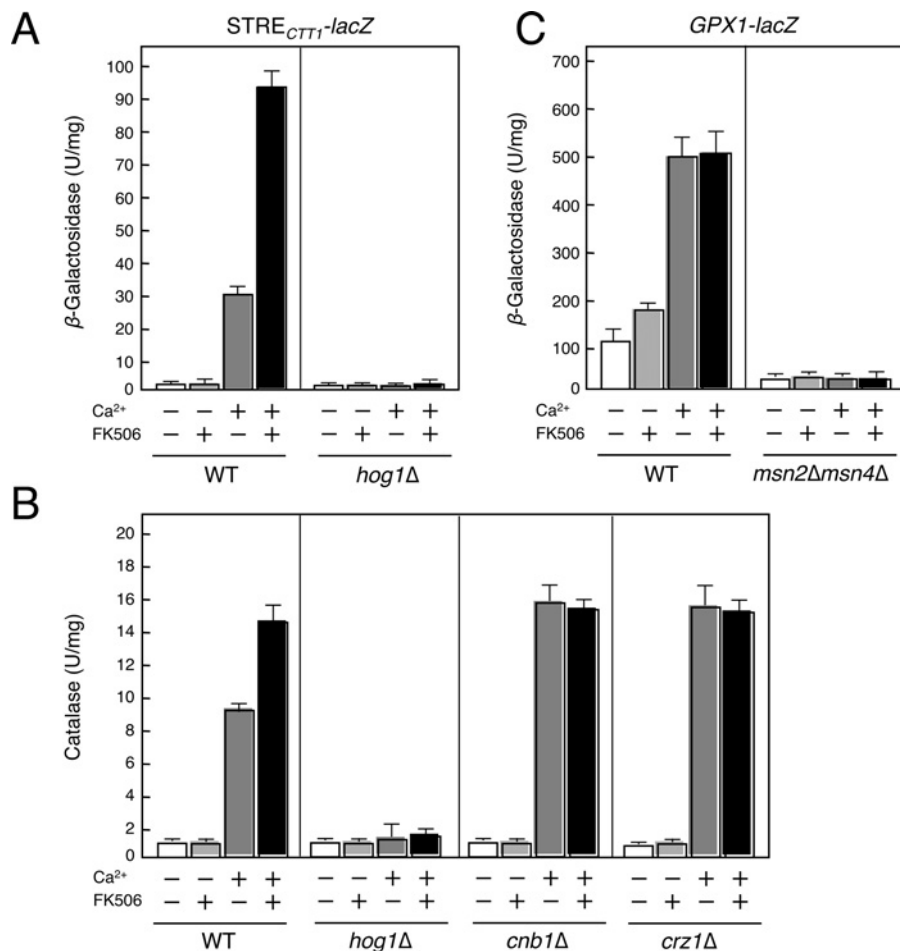 A
STRE_CTT1-lacZ
β-Galactosidase (U/mg)
100
90
80
70
60
50
40
30
20
10
0
Ca²⁺ − − + + − − + +
FK506 − + − + − + − +
WT hog1Δ
C
GPX1-lacZ
β-Galactosidase (U/mg)
700
600
500
400
300
200
100
0
Ca²⁺ − − + + − − + +
FK506 − + − + − + − +
WT msn2Δmsn4Δ
B
Catalase (U/mg)
20
18
16
14
12
10
8
6
4
2
0
Ca²⁺ − − + + − − + + − − + + − − + +
FK506 − + − + − + − + − + − + − + − +
WT hog1Δ cnb1Δ crz1Δ